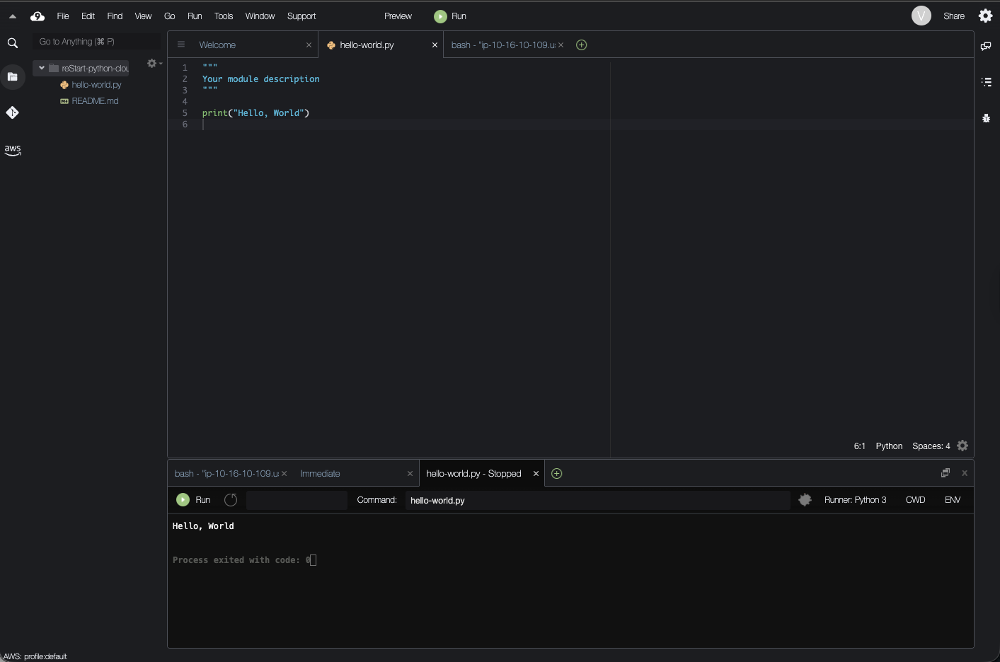 File Edit Find View Go Run Tools Window Support Preview Run V Share
Go to Anything (⌘ P)
Welcome
hello-world.py
bash - "ip-10-16-10-109.u
reStart-python-clou
hello-world.py
README.md
aws
1 """
2 Your module description
3 """
4
5 print("Hello, World")
6
6:1 Python Spaces: 4
bash - "ip-10-16-10-109.u
Immediate
hello-world.py - Stopped
Run Command: hello-world.py Runner: Python 3 CWD ENV
Hello, World
Process exited with code: 0
AWS: profile:default